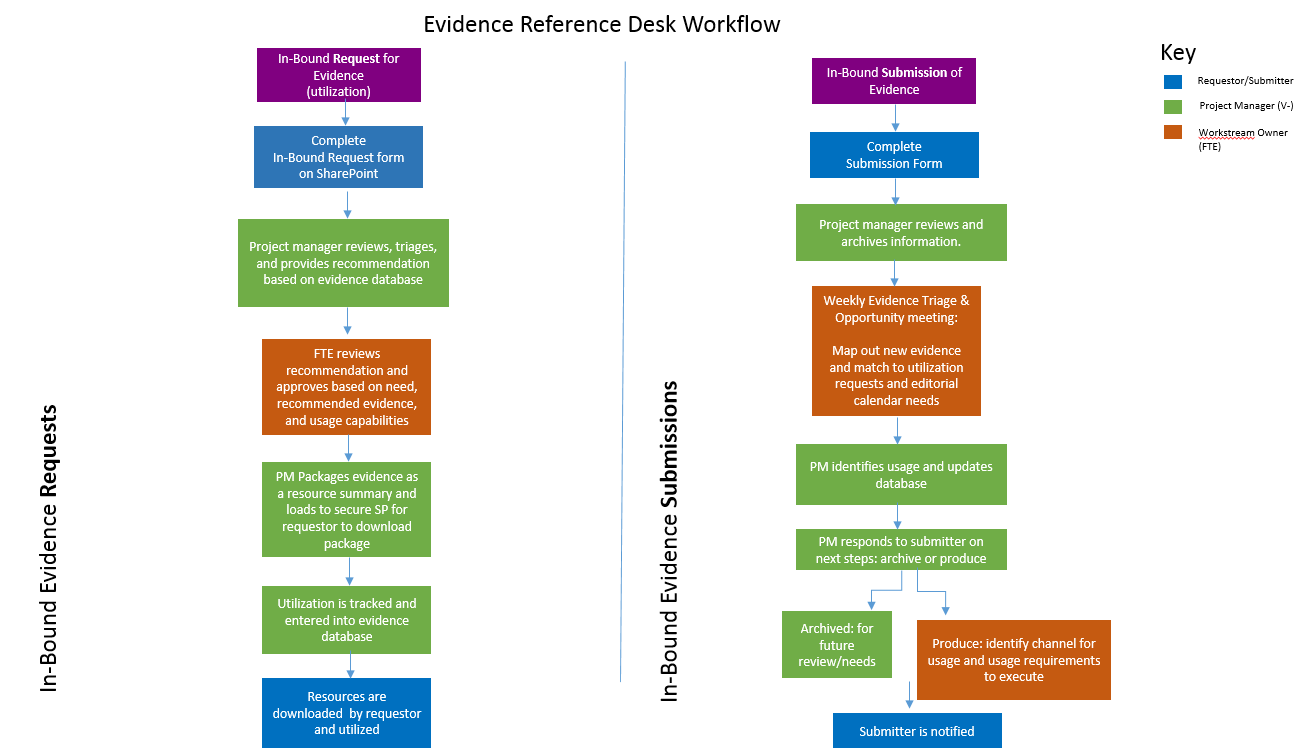 Evidence Reference Desk Workflow
In-Bound Request for
Evidence
(utilization)
Complete
In-Bound Request form
on SharePoint
Project manager reviews, triages,
and provides recommendation
based on evidence database
FTE reviews
recommendation and
approves based on need,
recommended evidence,
and usage capabilities
PM Packages evidence as
a resource summary and
loads to secure SP for
requestor to download
package
Utilization is tracked and
entered into evidence
database
Resources are
downloaded by requestor
and utilized
In-Bound Evidence Requests
In-Bound Submission of
Evidence
Complete
Submission Form
Project manager reviews and
archives information.
Weekly Evidence Triage &
Opportunity meeting:
Map out new evidence
and match to utilization
requests and editorial
calendar needs
PM identifies usage and updates
database
PM responds to submitter on
next steps: archive or produce
Archived: for
future
review/needs
Produce: identify channel for
usage and usage requirements
to execute
Submitter is notified
In-Bound Evidence Submissions
Key
Requestor/Submitter
Project Manager (V-)
Workstream Owner
(FTE)